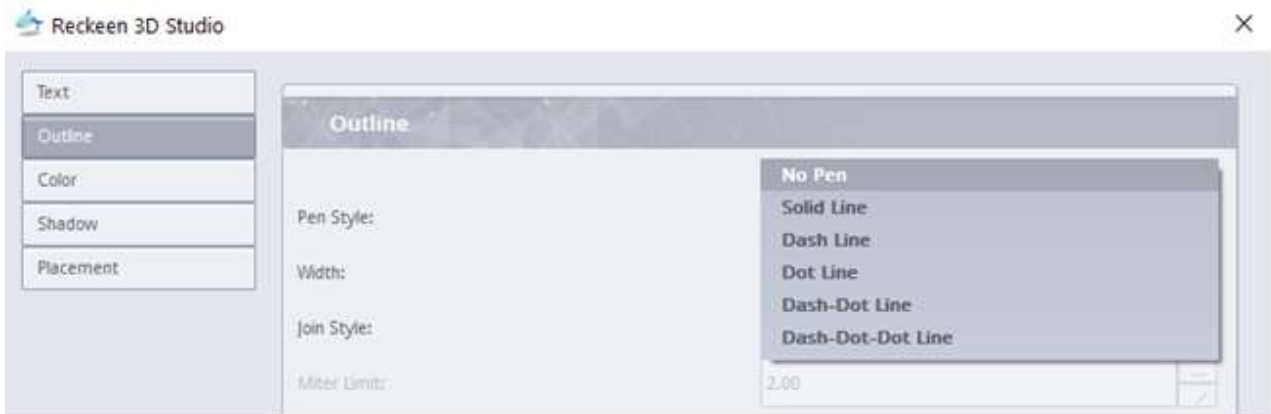 Reckeen 3D Studio
Text
Outline
Color
Shadow
Placement
Outline
Pen Style:
No Pen
Solid Line
Dash Line
Dot Line
Dash-Dot Line
Dash-Dot-Dot Line
Width:
Join Style:
Miter Limit:
2.00